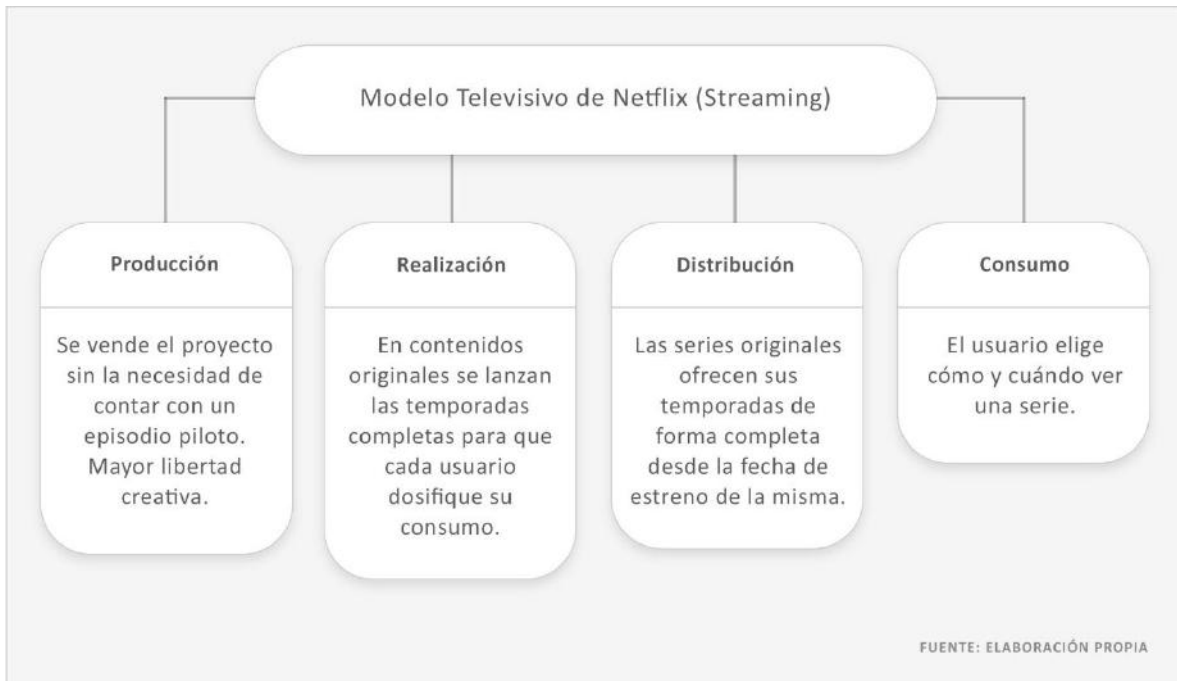 Modelo Televisivo de Netflix (Streaming)
Producción
Se vende el proyecto
sin la necesidad de
contar con un
episodio piloto.
Mayor libertad
creativa.
Realización
En contenidos
originales se lanzan
las temporadas
completas para que
cada usuario
dosifique su
consumo.
Distribución
Las series originales
ofrecen sus
temporadas de
forma completa
desde la fecha de
estreno de la misma.
Consumo
El usuario elige
cómo y cuándo ver
una serie.
FUENTE: ELABORACIÓN PROPIA